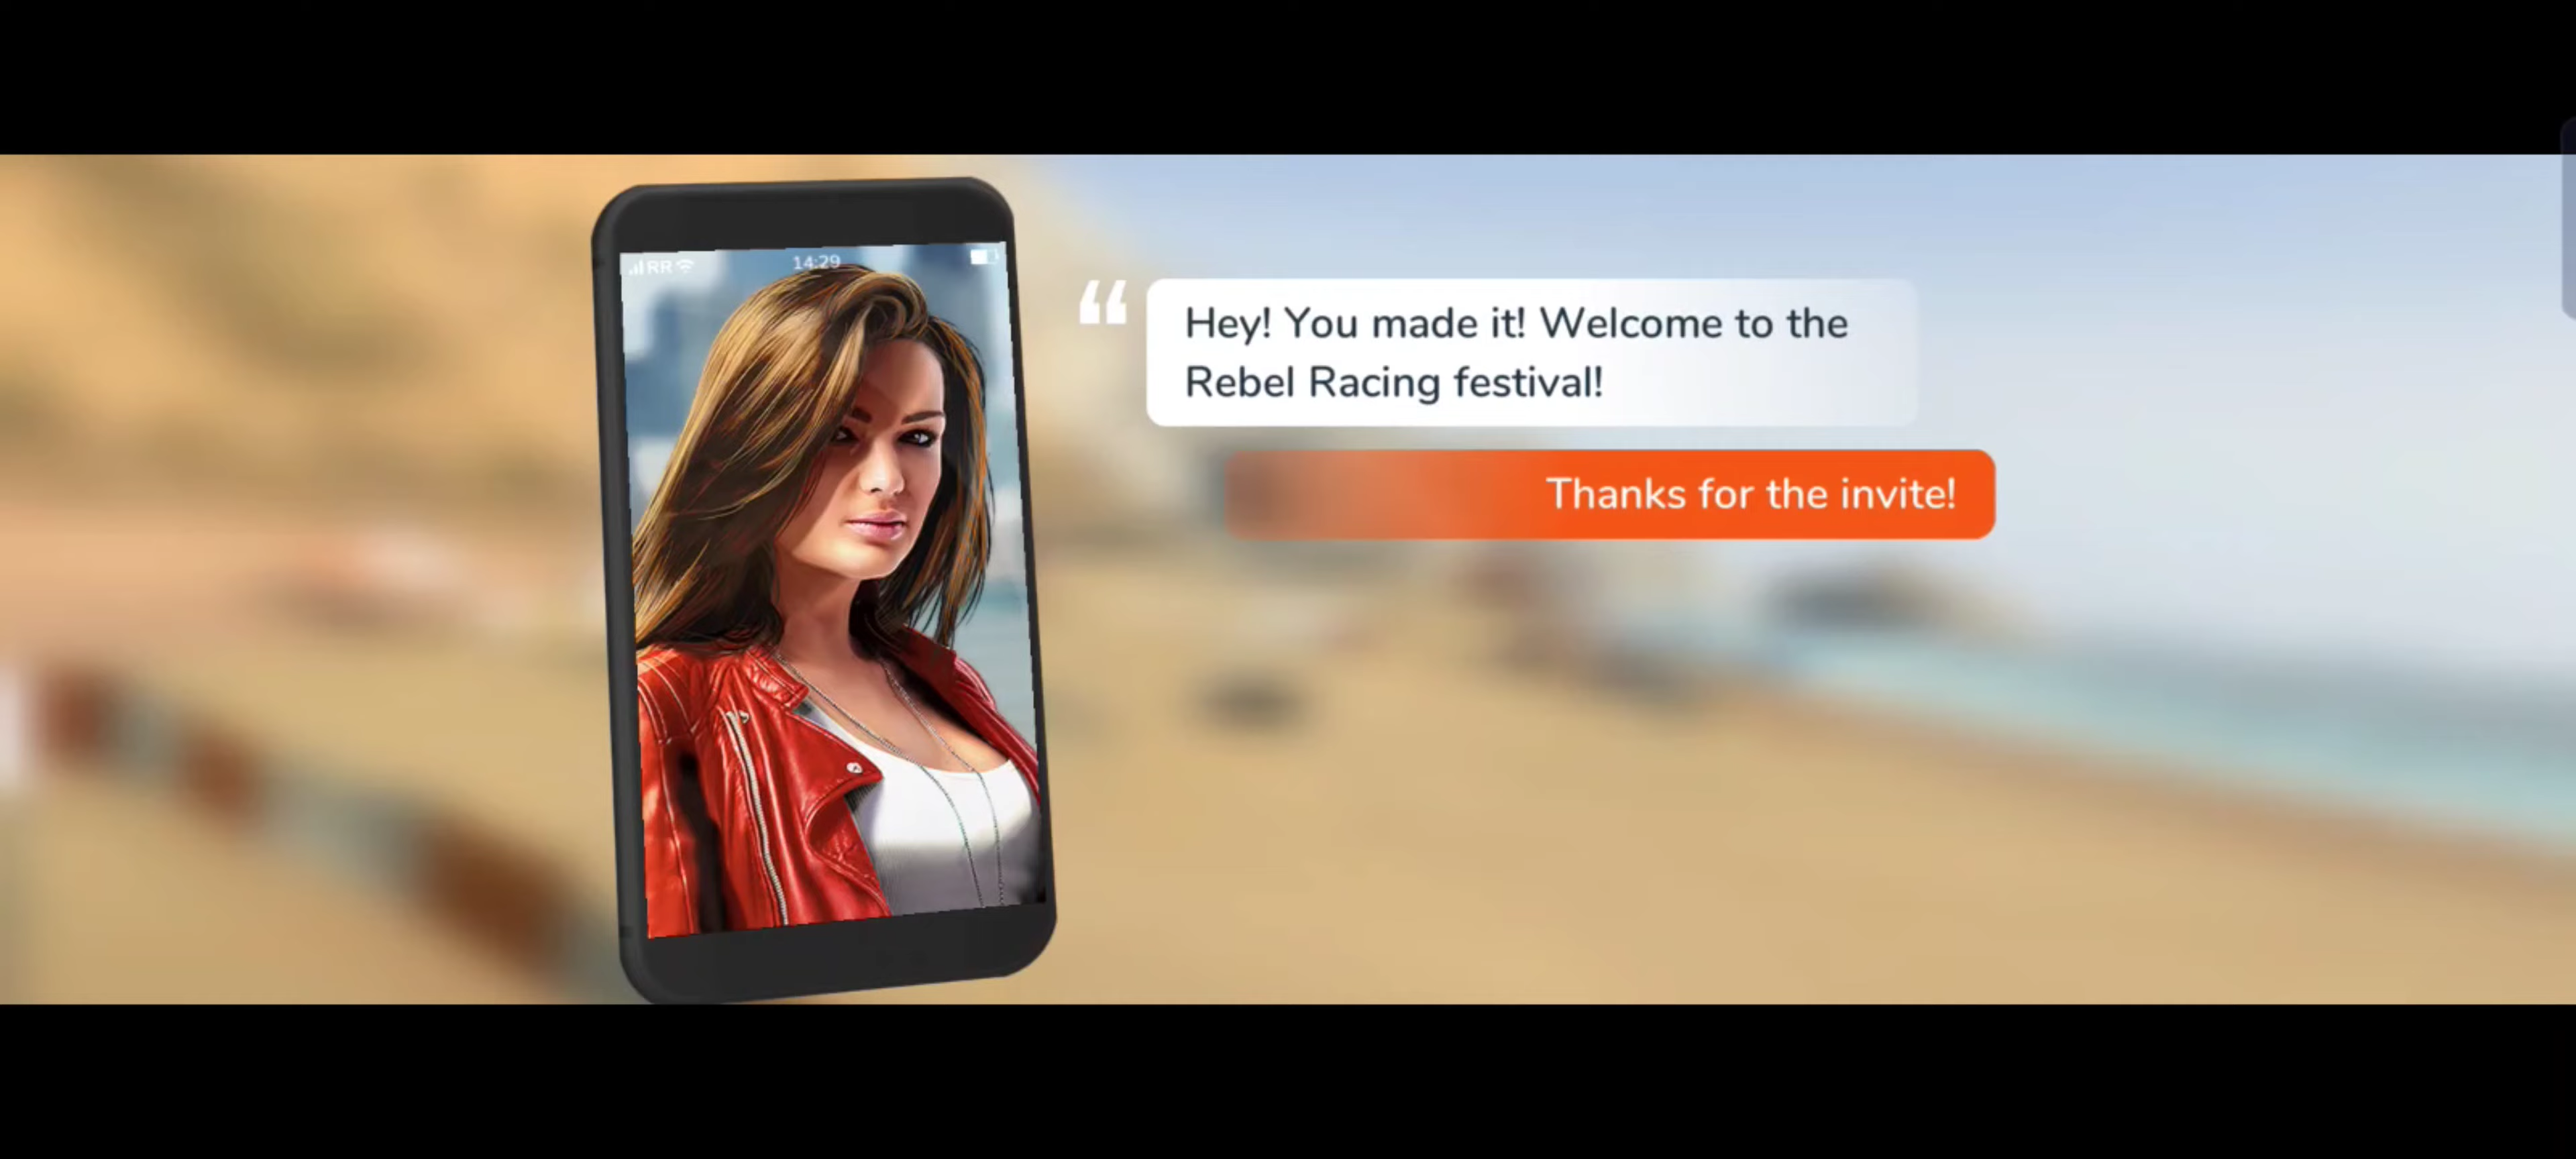 RR 14:29
“
Hey! You made it! Welcome to the
Rebel Racing festival!
Thanks for the invite!